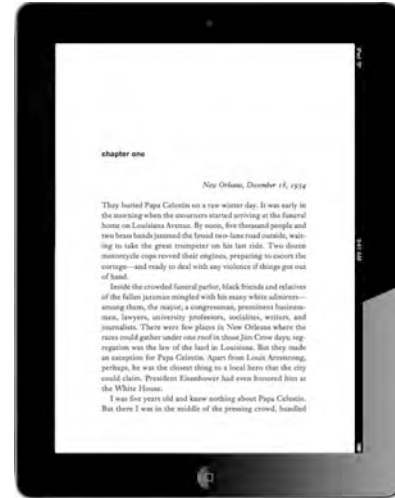 chapter one
New Orleans, December 18, 1954
They buried Papa Celestin on a raw winter day. It was early in
the morning when the mourners started arriving at the funeral
home on Louisiana Avenue. By noon, five thousand people and
two brass bands jammed the broad two-lane road outside, wait-
ing to take the great trumpeter on his last ride. Two dozen
motorcycle cops revved their engines, preparing to escort the
cortege—and ready to deal with any violence if things got out
of hand.
Inside the crowded funeral parlor, black friends and relatives
of the fallen jazzman mingled with his many white admirers—
among them, the mayor, a congressman, prominent business-
men, lawyers, university professors, socialites, writers, and
journalists. There were few places in New Orleans where the
races could gather under one roof in those Jim Crow days; seg-
regation was the law of the land in Louisiana. But they made
an exception for Papa Celestin. Apart from Louis Armstrong,
perhaps, he was the closest thing to a local hero that the city
could claim. President Eisenhower had even honored him at
the White House.
I was five years old and knew nothing about Papa Celestin.
But there I was in the middle of the pressing crowd, bundled
iPad
9:41 AM